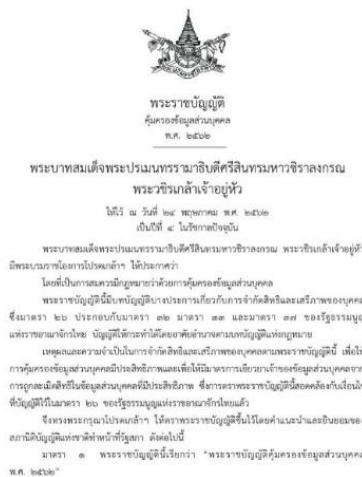 พระราชบัญญัติ
คุ้มครองข้อมูลส่วนบุคคล
พ.ศ. ๒๕๖๒
พระบาทสมเด็จพระปรเมนทรรามาธิบดีศรีสินทรมหาวชิราลงกรณ
พระวชิรเกล้าเจ้าอยู่หัว
ให้ไว้ ณ วันที่ ๒๔ พฤษภาคม พ.ศ. ๒๕๖๒
เป็นปีที่ ๔ ในรัชกาลปัจจุบัน
พระบาทสมเด็จพระปรเมนทรรามาธิบดีศรีสินทรมหาวชิราลงกรณ พระวชิรเกล้าเจ้าอยู่หัว
มีพระบรมราชโองการโปรดเกล้าฯ ให้ประกาศว่า
โดยที่เป็นการสมควรมีกฎหมายว่าด้วยการคุ้มครองข้อมูลส่วนบุคคล
พระราชบัญญัตินี้มีบทบัญญัติบางประการเกี่ยวกับการจำกัดสิทธิและเสรีภาพของบุคคล
ซึ่งมาตรา ๒๖ ประกอบกับมาตรา ๓๒ มาตรา ๓๓ และมาตรา ๓๗ ของรัฐธรรมนูญ
แห่งราชอาณาจักรไทย บัญญัติให้กระทำได้โดยอาศัยอำนาจตามบทบัญญัติแห่งกฎหมาย
เหตุผลและความจำเป็นในการจำกัดสิทธิและเสรีภาพของบุคคลตามพระราชบัญญัตินี้ เพื่อให้
การคุ้มครองข้อมูลส่วนบุคคลมีประสิทธิภาพและเพื่อให้มีมาตรการเยียวยาเจ้าของข้อมูลส่วนบุคคลจาก
การถูกละเมิดสิทธิในข้อมูลส่วนบุคคลที่มีประสิทธิภาพ ซึ่งการตราพระราชบัญญัตินี้สอดคล้องกับเงื่อนไข
ที่บัญญัติไว้ในมาตรา ๒๖ ของรัฐธรรมนูญแห่งราชอาณาจักรไทยแล้ว
จึงทรงพระกรุณาโปรดเกล้าฯ ให้ตราพระราชบัญญัติขึ้นไว้โดยคำแนะนำและยินยอมของ
สภานิติบัญญัติแห่งชาติทำหน้าที่รัฐสภา ดังต่อไปนี้
มาตรา ๑ พระราชบัญญัตินี้เรียกว่า "พระราชบัญญัติคุ้มครองข้อมูลส่วนบุคคล
พ.ศ. ๒๕๖๒"